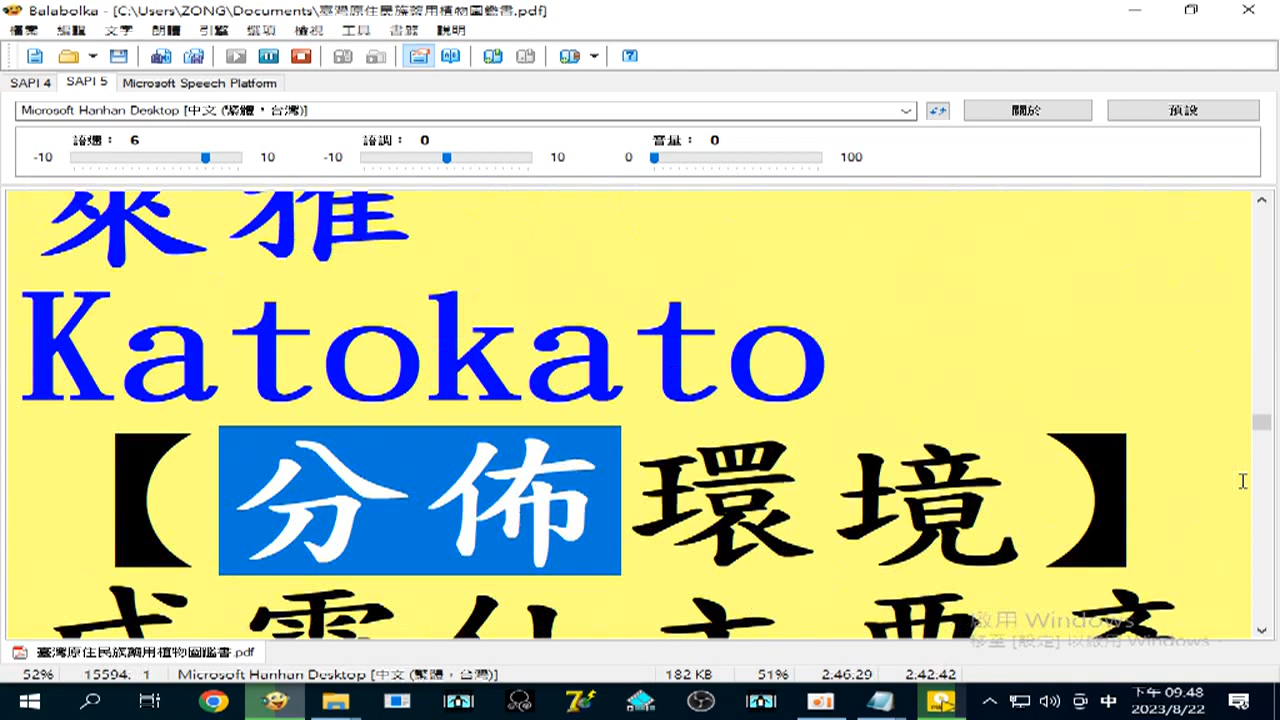 Balabolka - [C:\Users\ZONG\Documents\臺灣原住民族藥用植物圖鑑書.pdf]
檔案 編輯 文字 朗讀 引擎 選項 檢視 工具 書籤 說明
SAPI 4 SAPI 5 Microsoft Speech Platform
Microsoft Hanhan Desktop [中文 (繁體，台灣)] 關於 預設
語速： 6 語調： 0 音量： 0
-10 10 -10 10 0 100
萊雅
Katokato
【分佈環境】
啟用 Windows
移至 [設定] 以啟用 Windows。
臺灣原住民族藥用植物圖鑑書.pdf
52% 15594: 1 Microsoft Hanhan Desktop [中文 (繁體，台灣)] 182 KB 51% 2.46.29 2.42.42
中 下午 09:48
2023/8/22